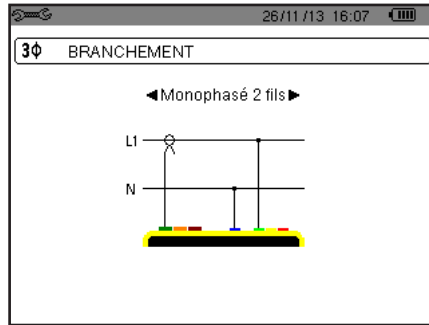 26/11/13 16:07
3Φ BRANCHEMENT
◄Monophasé 2 fils►
L1
N